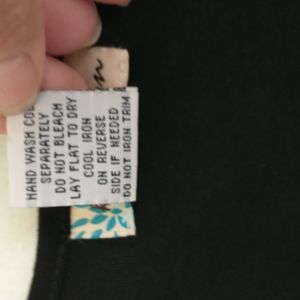 HAND WASH COLD
SEPARATELY
DO NOT BLEACH
LAY FLAT TO DRY
COOL IRON
ON REVERSE
SIDE IF NEEDED
DO NOT IRON TRIM